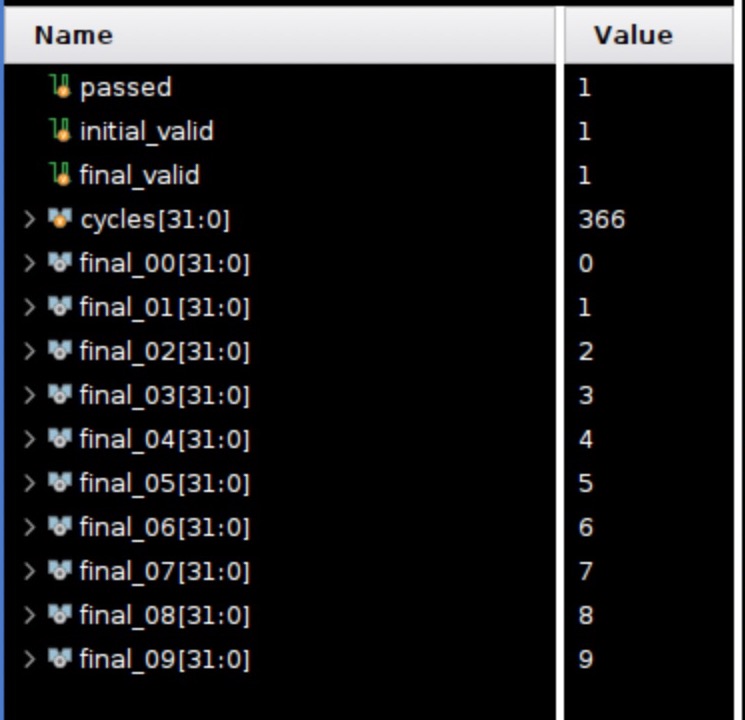 Name Value
passed 1
initial_valid 1
final_valid 1
cycles[31:0] 366
final_00[31:0] 0
final_01[31:0] 1
final_02[31:0] 2
final_03[31:0] 3
final_04[31:0] 4
final_05[31:0] 5
final_06[31:0] 6
final_07[31:0] 7
final_08[31:0] 8
final_09[31:0] 9